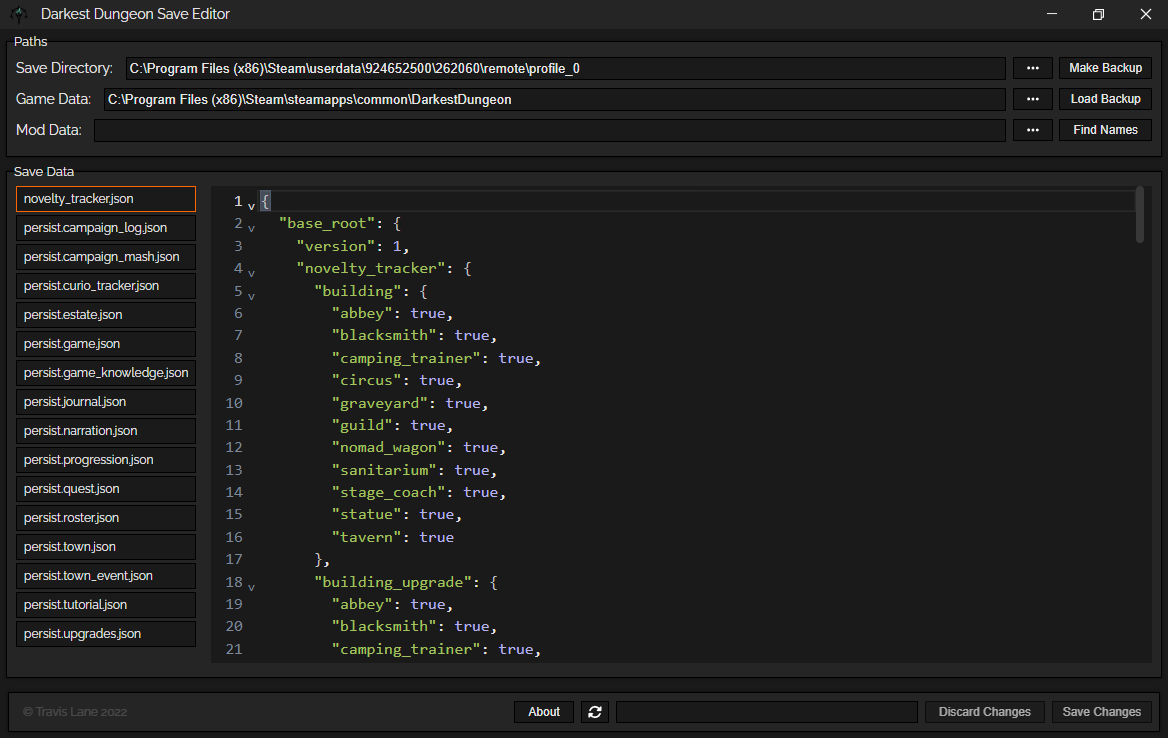 Darkest Dungeon Save Editor
Paths
Save Directory: C:\Program Files (x86)\Steam\userdata\924652500\262060\remote\profile_0 ... Make Backup
Game Data: C:\Program Files (x86)\Steam\steamapps\common\DarkestDungeon ... Load Backup
Mod Data: ... Find Names
Save Data
novelty_tracker.json
persist.campaign_log.json
persist.campaign_mash.json
persist.curio_tracker.json
persist.estate.json
persist.game.json
persist.game_knowledge.json
persist.journal.json
persist.narration.json
persist.progression.json
persist.quest.json
persist.roster.json
persist.town.json
persist.town_event.json
persist.tutorial.json
persist.upgrades.json
1 {
2 "base_root": {
3 "version": 1,
4 "novelty_tracker": {
5 "building": {
6 "abbey": true,
7 "blacksmith": true,
8 "camping_trainer": true,
9 "circus": true,
10 "graveyard": true,
11 "guild": true,
12 "nomad_wagon": true,
13 "sanitarium": true,
14 "stage_coach": true,
15 "statue": true,
16 "tavern": true
17 },
18 "building_upgrade": {
19 "abbey": true,
20 "blacksmith": true,
21 "camping_trainer": true,
© Travis Lane 2022 About Discard Changes Save Changes